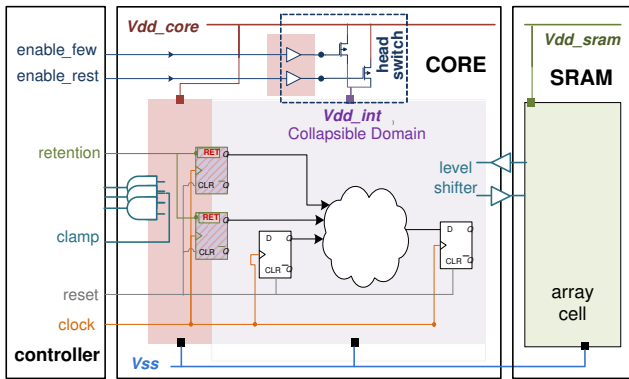 Vdd_core
enable_few
enable_rest
head
switch
CORE
Vdd_sram
SRAM
Vdd_int
Collapsible Domain
retention
RET
Q
CLR Q
level
shifter
clamp
RET
Q
CLR Q
D Q
CLR Q
D Q
CLR Q
reset
clock
array
cell
controller
Vss